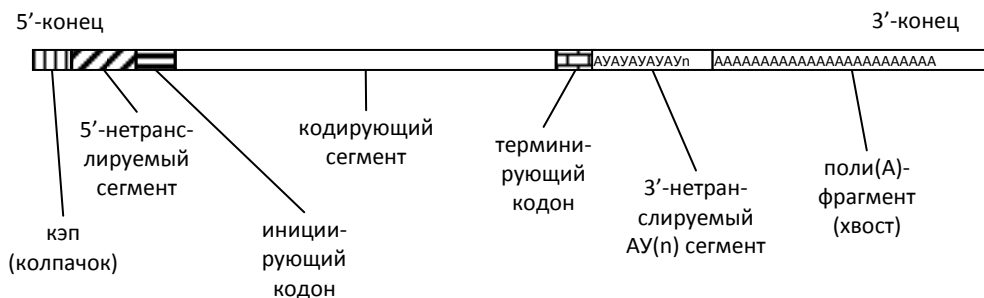 5’-конец
3’-конец
АУАУАУАУАУn
АААААААААААААААААААААААА
5’-нетранс-
лируемый
сегмент
кодирующий
сегмент
термини-
рующий
кодон
3’-нетран-
слируемый
АУ(n) сегмент
поли(А)-
фрагмент
(хвост)
кэп
(колпачок)
иниции-
рующий
кодон